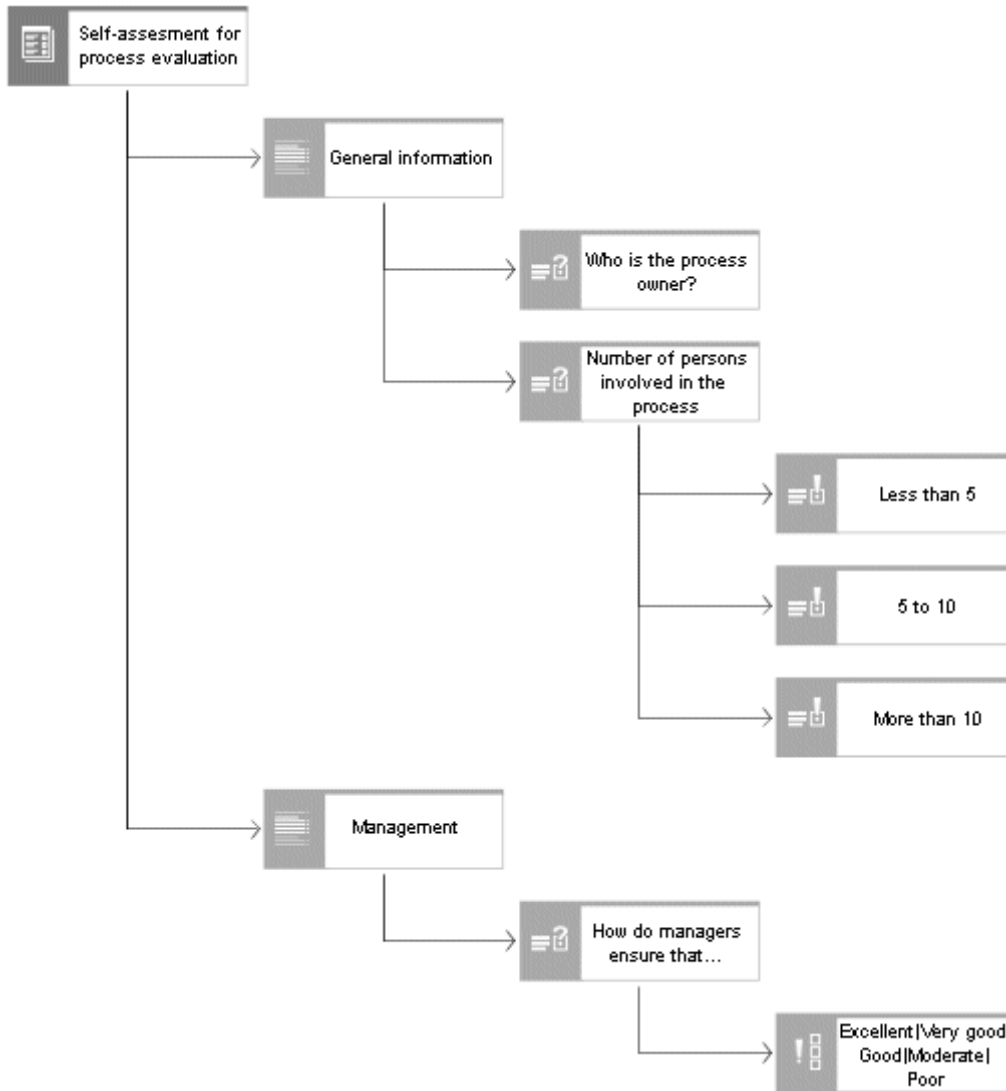 Self-assesment for
process evaluation
General information
Who is the process
owner?
Number of persons
involved in the
process
Less than 5
5 to 10
More than 10
Management
How do managers
ensure that...
Excellent|Very good
Good|Moderate|
Poor